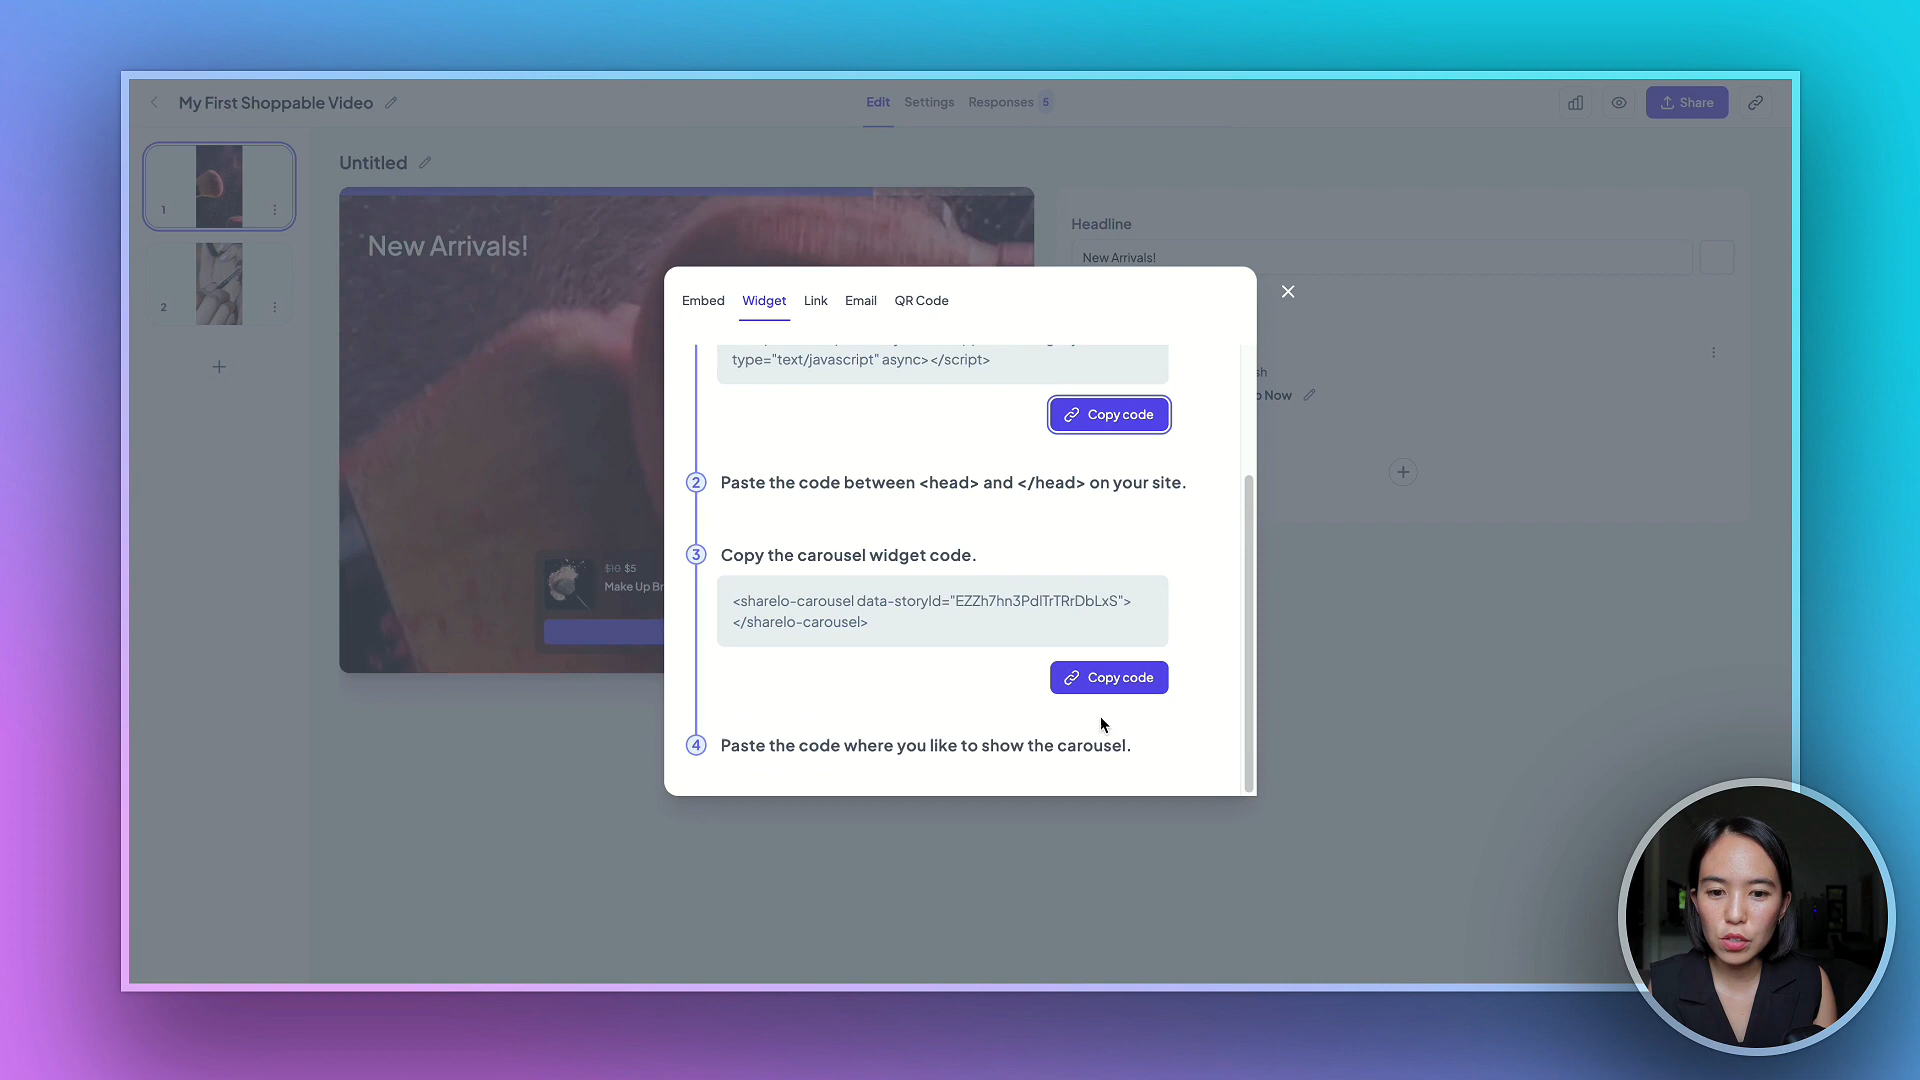 My First Shoppable Video
Edit
Settings
Responses 5
Share
1
2
Untitled
New Arrivals!
$10 $5
Make Up Br
Headline
New Arrivals!
Now
Embed
Widget
Link
Email
QR Code
type="text/javascript" async></script>
Copy code
2 Paste the code between <head> and </head> on your site.
3 Copy the carousel widget code.
<sharelo-carousel data-storyId="EZZh7hn3PdlTrTRrDbLxS">
</sharelo-carousel>
Copy code
4 Paste the code where you like to show the carousel.